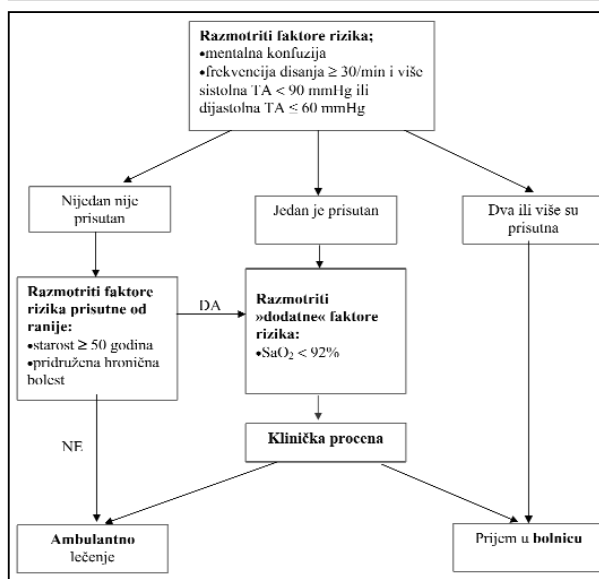 Razmotriti faktore rizika;
•mentalna konfuzija
•frekvencija disanja ≥ 30/min i više
sistolna TA < 90 mmHg ili
dijastolna TA ≤ 60 mmHg
Nijedan nije
prisutan
Jedan je prisutan
Dva ili više su
prisutna
Razmotriti faktore
rizika prisutne od
ranije:
•starost ≥ 50 godina
•pridružena hronična
bolest
DA
Razmotriti
»dodatne« faktore
rizika:
•SaO₂ < 92%
NE
Klinička procena
Ambulantno
lečenje
Prijem u bolnicu